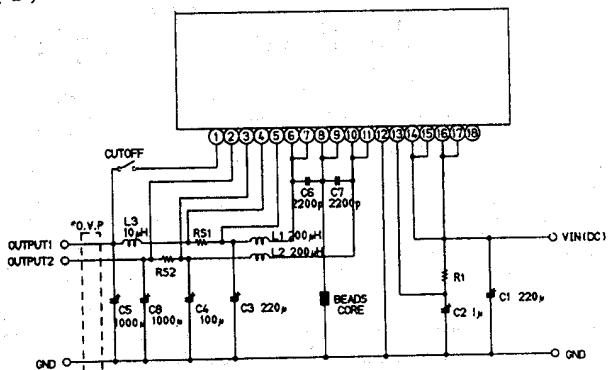 1 2 3 4 5 6 7 8 9 10 11 12 13 14 15 16 17 18
CUTOFF
C6
2200p
C7
2200p
*O.V.P
L3
10μH
RS1
L1 200μH
OUTPUT1
OUTPUT2
RS2
L2 200μH
VIN(DC)
R1
C5
1000μ
C8
1000μ
C4
100μ
C3 220μ
BEADS
CORE
C2 1μ
C1 220μ
GND
GND